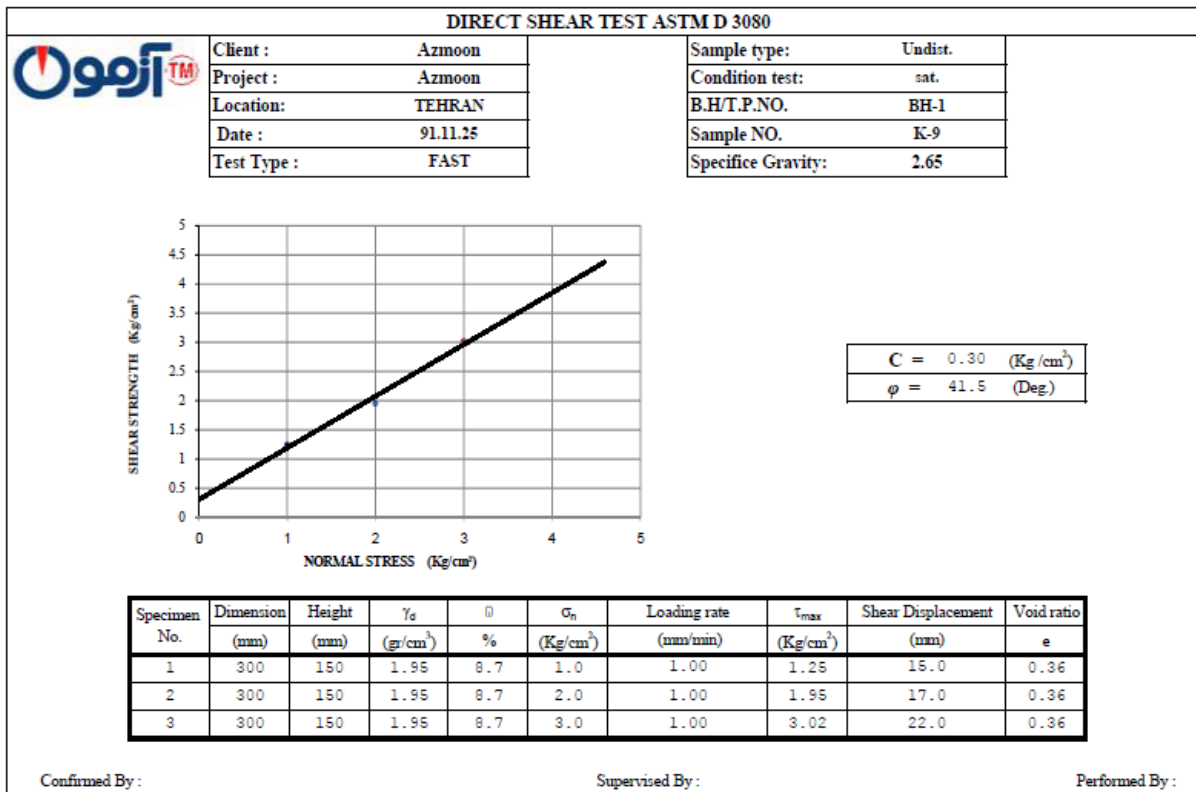 DIRECT SHEAR TEST ASTM D 3080
آزمون TM
Client : Azmoon
Project : Azmoon
Location: TEHRAN
Date : 91.11.25
Test Type : FAST
Sample type: Undist.
Condition test: sat.
B.H/T.P.NO. BH-1
Sample NO. K-9
Specifice Gravity: 2.65
5
4.5
4
3.5
3
2.5
2
1.5
1
0.5
0
SHEAR STRENGTH (Kg/cm²)
0 1 2 3 4 5
NORMAL STRESS (Kg/cm²)
C = 0.30 (Kg/cm²)
φ = 41.5 (Deg.)
Specimen No. Dimension Height γd σn Loading rate τmax Shear Displacement Void ratio
(mm) (mm) (gr/cm³) % (Kg/cm²) (mm/min) (Kg/cm²) (mm) e
1 300 150 1.95 8.7 1.0 1.00 1.25 15.0 0.36
2 300 150 1.95 8.7 2.0 1.00 1.95 17.0 0.36
3 300 150 1.95 8.7 3.0 1.00 3.02 22.0 0.36
Confirmed By : Supervised By : Performed By :